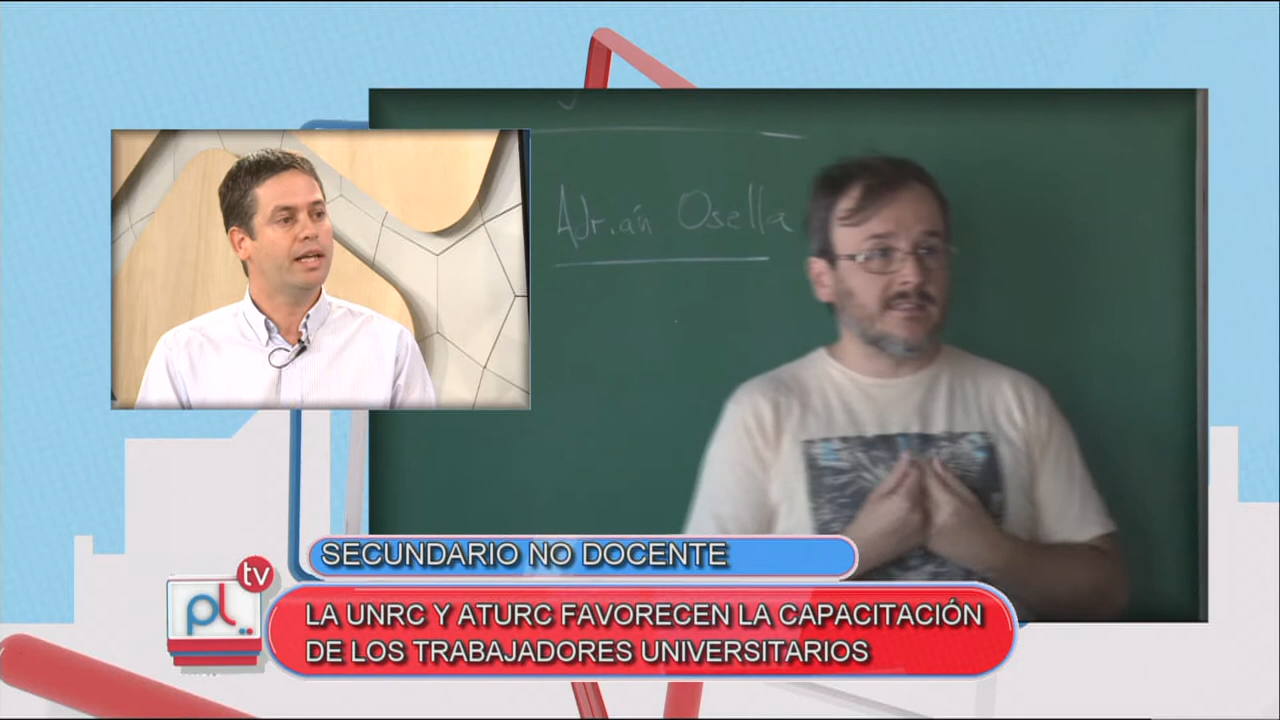 Adrián Osella
SECUNDARIO NO DOCENTE
tv
pl
LA UNRC Y ATURC FAVORECEN LA CAPACITACIÓN
DE LOS TRABAJADORES UNIVERSITARIOS